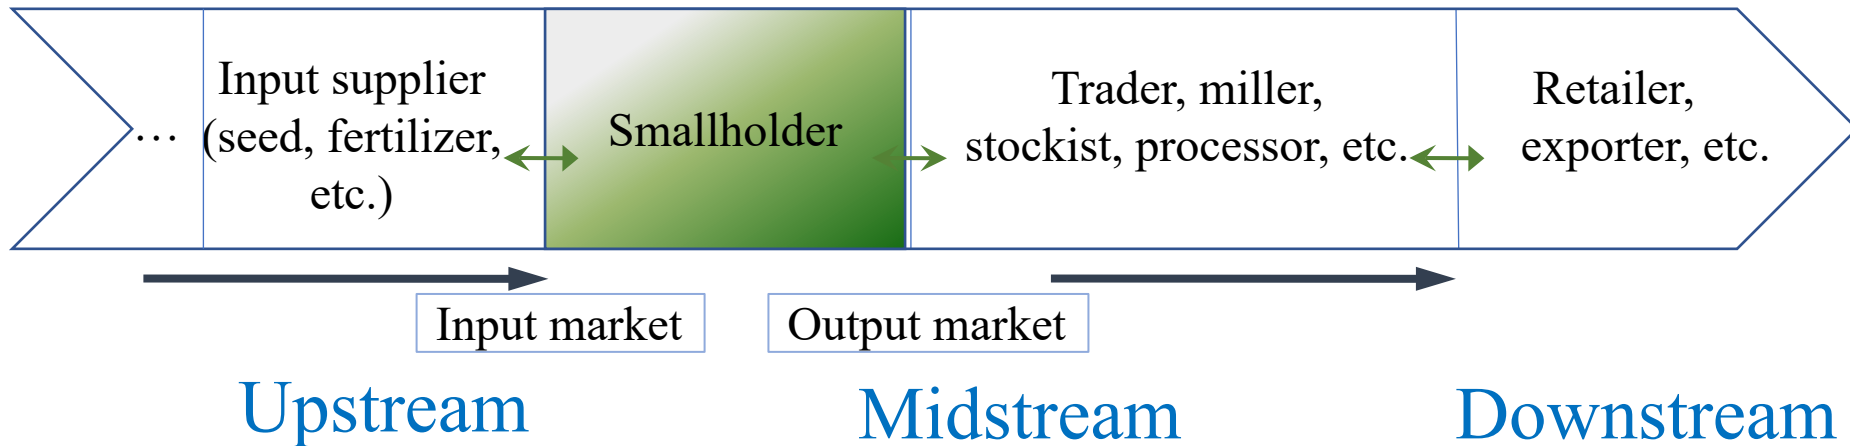 …
Input supplier
(seed, fertilizer,
etc.)
Smallholder
Trader, miller,
stockist, processor, etc.
Retailer,
exporter, etc.
Input market
Output market
Upstream
Midstream
Downstream